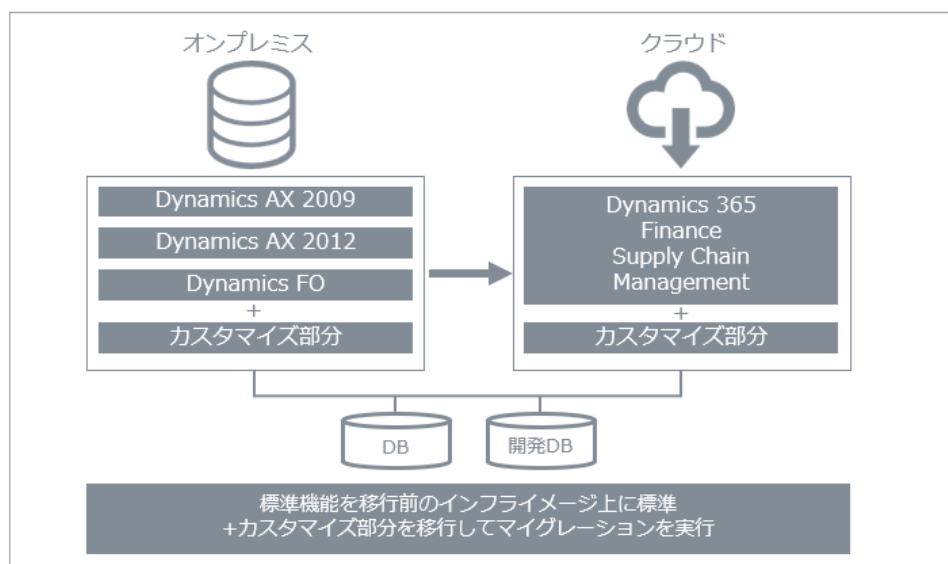 オンプレミス
クラウド
Dynamics AX 2009
Dynamics AX 2012
Dynamics FO
+
カスタマイズ部分
Dynamics 365
Finance
Supply Chain
Management
+
カスタマイズ部分
DB
開発DB
標準機能を移行前のインフライメージ上に標準
+カスタマイズ部分を移行してマイグレーションを実行